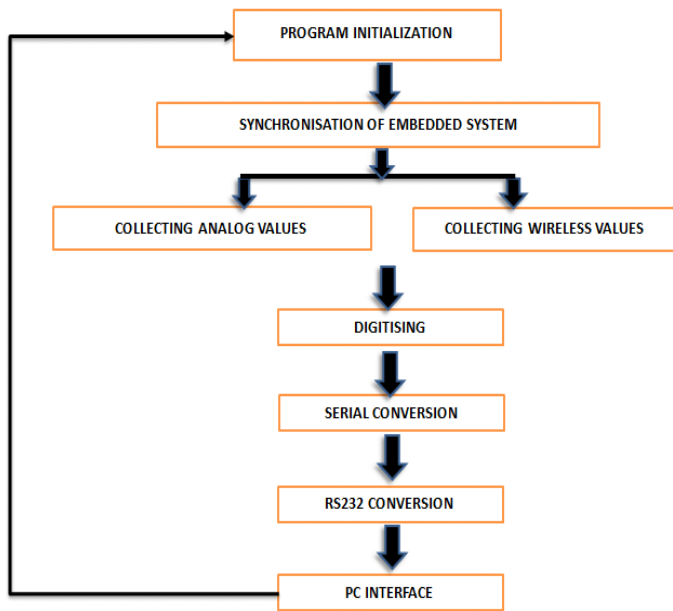 PROGRAM INITIALIZATION
SYNCHRONISATION OF EMBEDDED SYSTEM
COLLECTING ANALOG VALUES
COLLECTING WIRELESS VALUES
DIGITISING
SERIAL CONVERSION
RS232 CONVERSION
PC INTERFACE